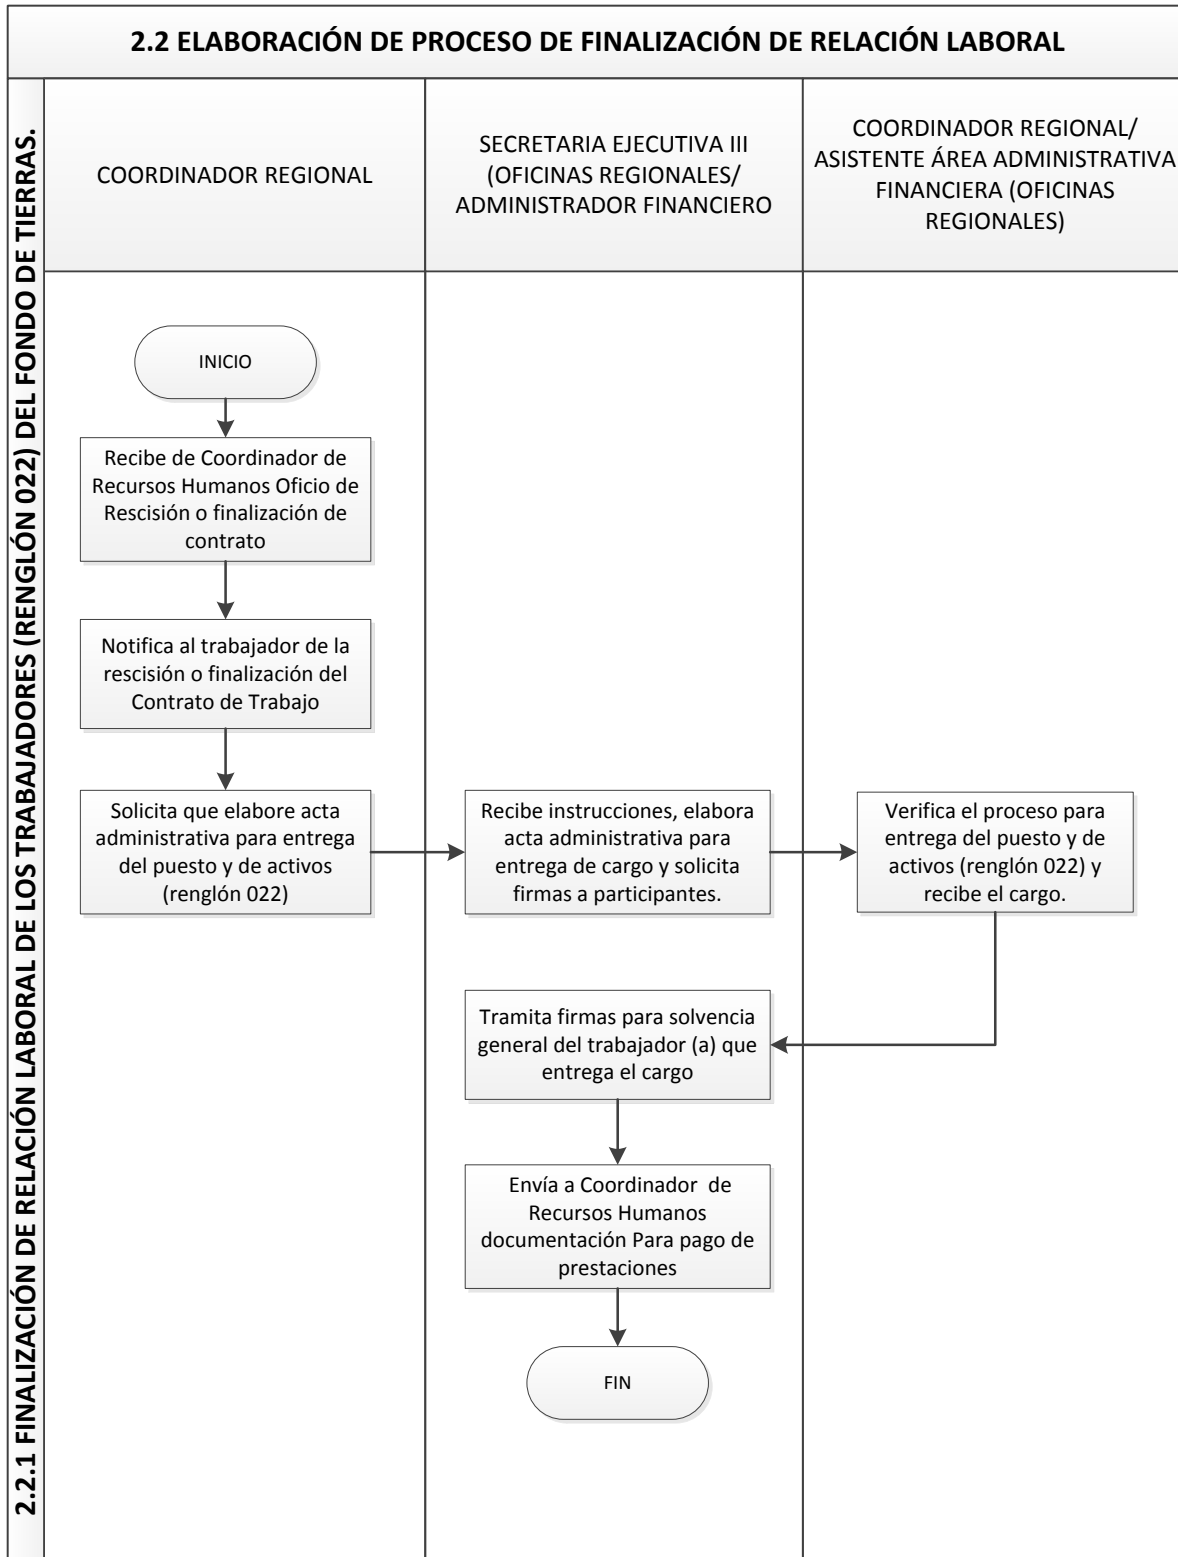 2.2 ELABORACIÓN DE PROCESO DE FINALIZACIÓN DE RELACIÓN LABORAL
2.2.1 FINALIZACIÓN DE RELACIÓN LABORAL DE LOS TRABAJADORES (RENGLÓN 022) DEL FONDO DE TIERRAS.
COORDINADOR REGIONAL
SECRETARIA EJECUTIVA III
(OFICINAS REGIONALES/
ADMINISTRADOR FINANCIERO
COORDINADOR REGIONAL/
ASISTENTE ÁREA ADMINISTRATIVA
FINANCIERA (OFICINAS
REGIONALES)
INICIO
Recibe de Coordinador de
Recursos Humanos Oficio de
Rescisión o finalización de
contrato
Notifica al trabajador de la
rescisión o finalización del
Contrato de Trabajo
Solicita que elabore acta
administrativa para entrega
del puesto y de activos
(renglón 022)
Recibe instrucciones, elabora
acta administrativa para
entrega de cargo y solicita
firmas a participantes.
Verifica el proceso para
entrega del puesto y de
activos (renglón 022) y
recibe el cargo.
Tramita firmas para solvencia
general del trabajador (a) que
entrega el cargo
Envía a Coordinador  de
Recursos Humanos
documentación Para pago de
prestaciones
FIN